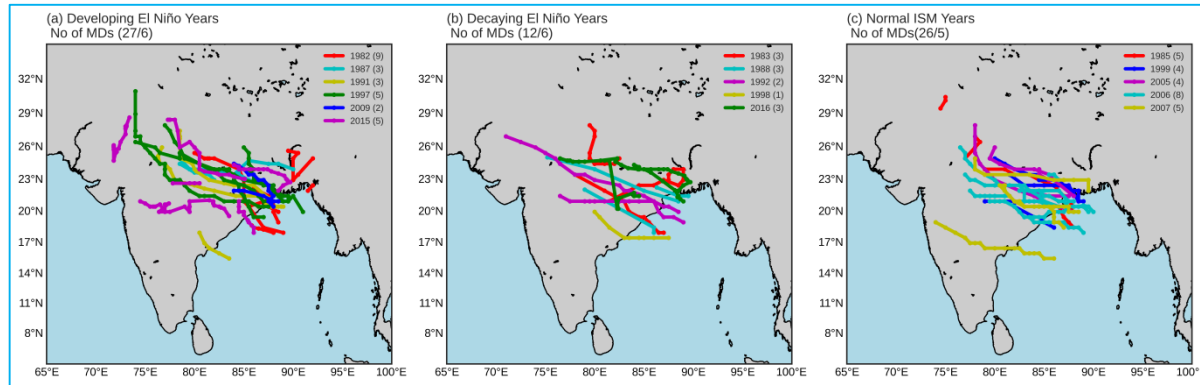 (a) Developing El Niño Years
No of MDs (27/6)
1982 (9)
1987 (3)
1991 (3)
1997 (5)
2009 (2)
2015 (5)
32°N
29°N
26°N
23°N
20°N
17°N
14°N
11°N
8°N
65°E 70°E 75°E 80°E 85°E 90°E 95°E 100°E
(b) Decaying El Niño Years
No of MDs (12/6)
1983 (3)
1988 (3)
1992 (2)
1998 (1)
2016 (3)
32°N
29°N
26°N
23°N
20°N
17°N
14°N
11°N
8°N
65°E 70°E 75°E 80°E 85°E 90°E 95°E 100°E
(c) Normal ISM Years
No of MDs(26/5)
1985 (5)
1999 (4)
2005 (4)
2006 (8)
2007 (5)
32°N
29°N
26°N
23°N
20°N
17°N
14°N
11°N
8°N
65°E 70°E 75°E 80°E 85°E 90°E 95°E 100°E